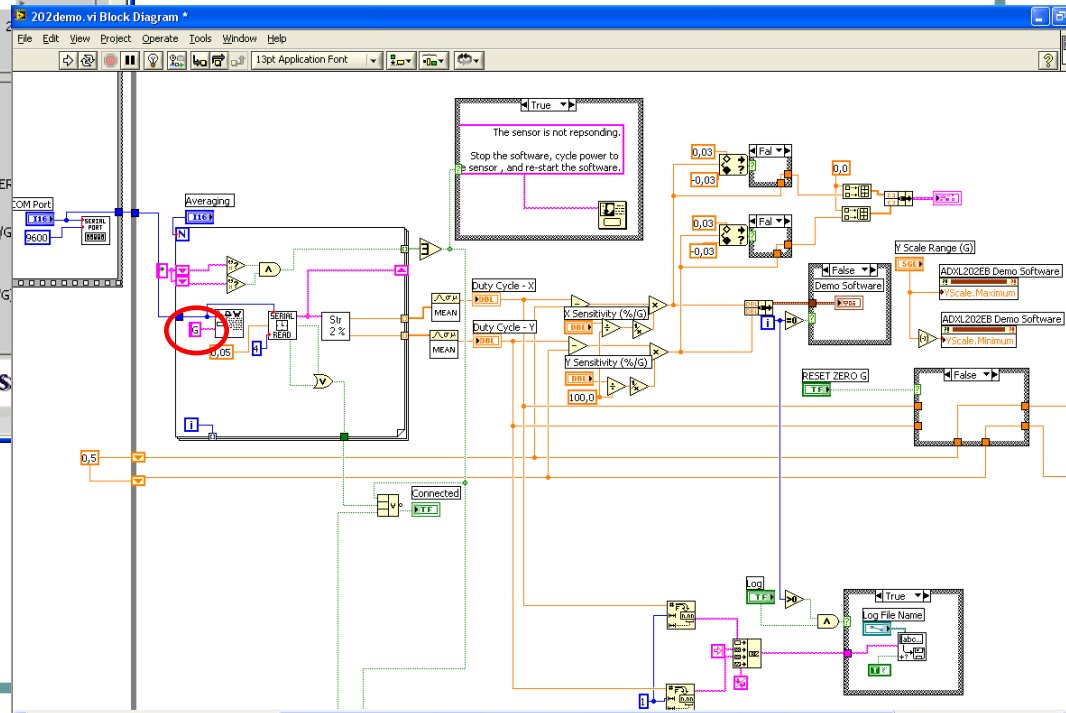 202demo.vi Block Diagram *
File Edit View Project Operate Tools Window Help
13pt Application Font
True
The sensor is not repsonding.
Stop the software, cycle power to
e sensor , and re-start the software.
0,03
-0,03
Fal
0,0
0,03
-0,03
Fal
COM Port
I16
9600
SERIAL
PORT
Averaging
I16
N
G
0,05
4
SERIAL
READ
Str
2 %
i
MEAN
MEAN
Duty Cycle - X
DBL
Duty Cycle - Y
DBL
X Sensitivity (%/G)
DBL
Y Sensitivity (%/G)
DBL
100,0
i
=0
False
Demo Software
Y Scale Range (G)
SGL
ADXL202EB Demo Software
YScale.Maximum
ADXL202EB Demo Software
YScale.Minimum
RESET ZERO G
TF
False
0,5
Connected
TF
Log
TF
>0
True
Log File Name
abc..
T
1